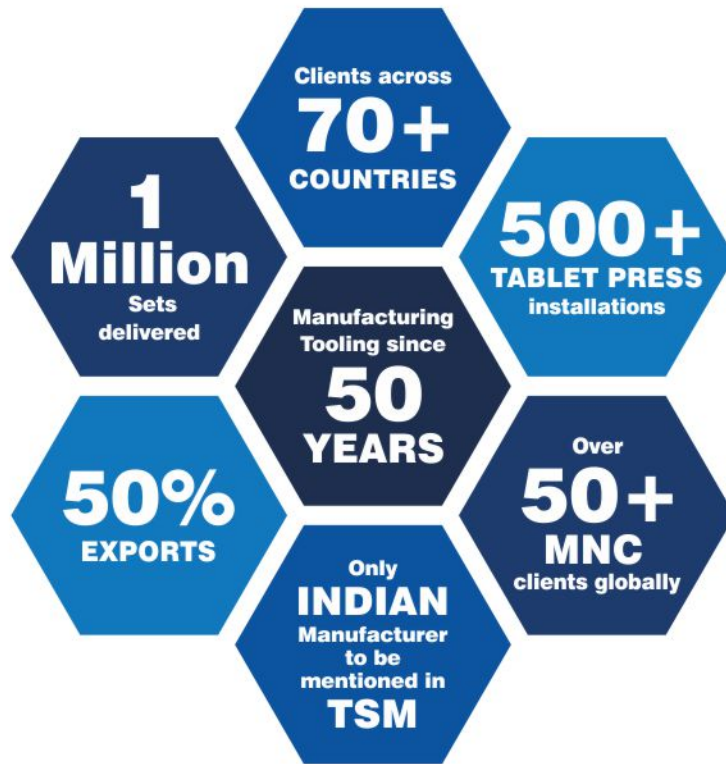 Clients across
70+
COUNTRIES
1
Million
Sets
delivered
500+
TABLET PRESS
installations
Manufacturing
Tooling since
50
YEARS
50%
EXPORTS
Over
50+
MNC
clients globally
Only
INDIAN
Manufacturer
to be
mentioned in
TSM